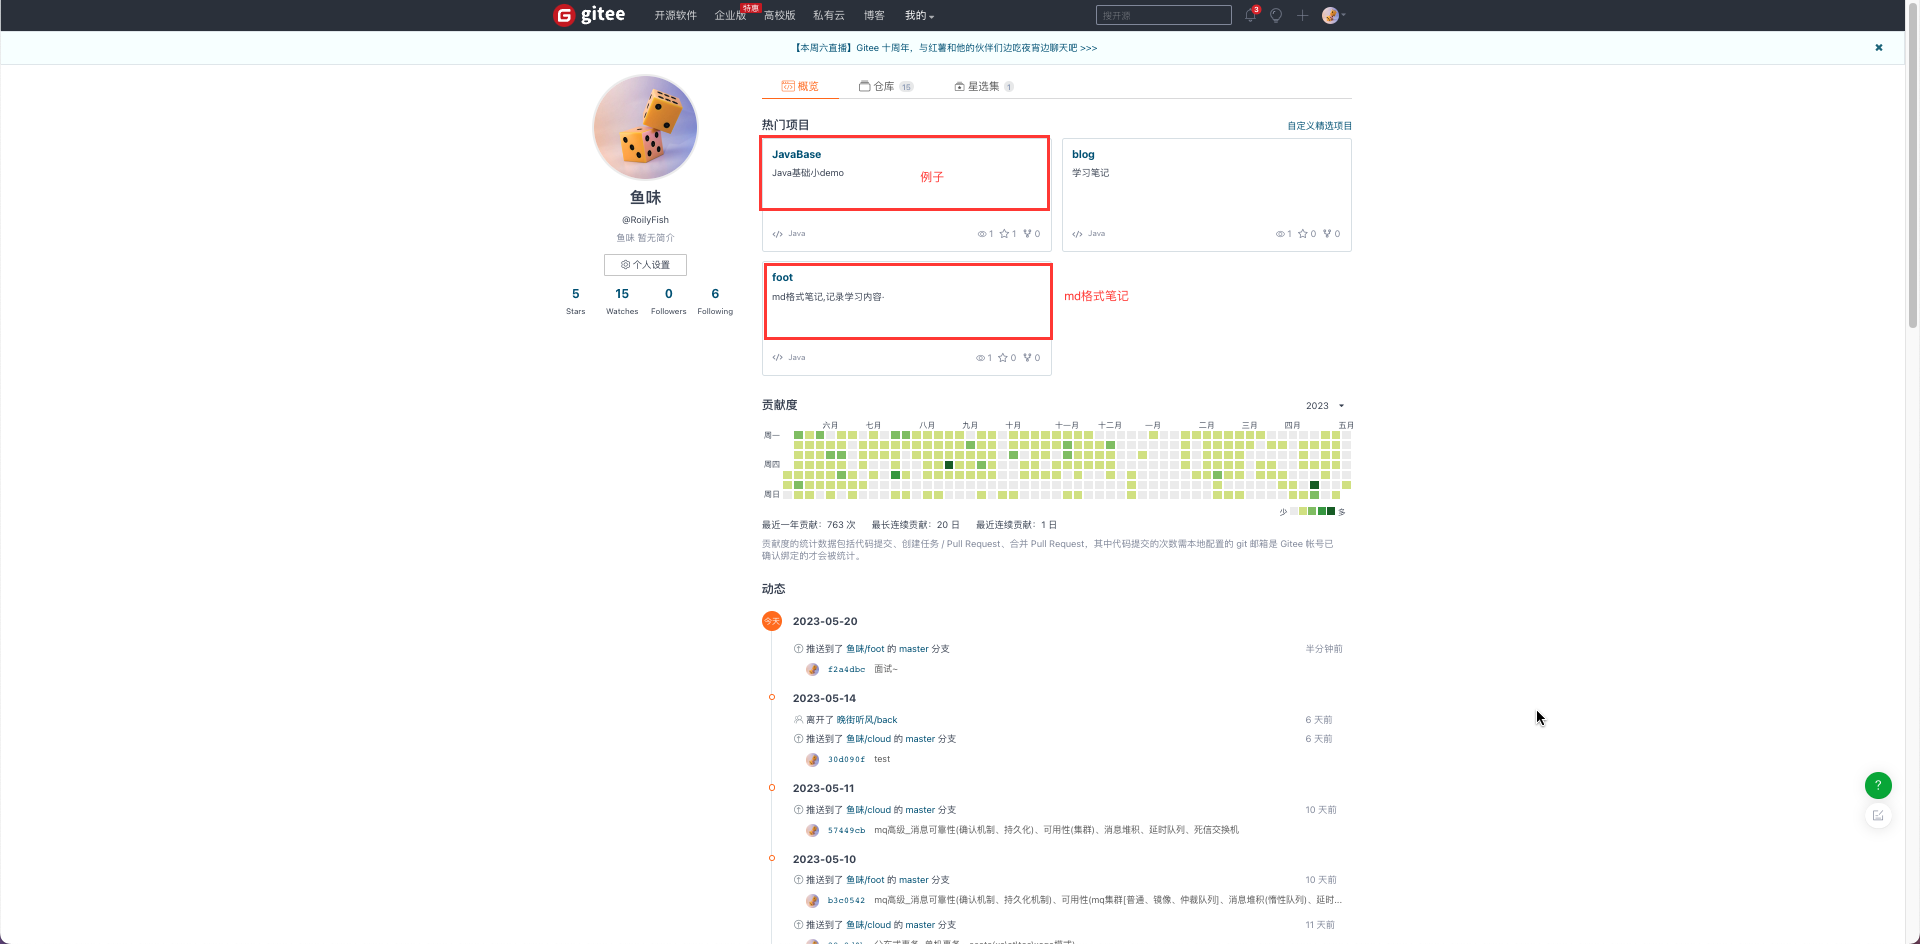 gitee 开源软件 企业版 特惠 高校版 私有云 博客 我的 搜开源 3
【本周六直播】Gitee 十周年，与红薯和他的伙伴们边吃夜宵边聊天吧 >>>
概览 仓库 15 星选集 1
热门项目 自定义精选项目
JavaBase
Java基础小demo
例子
Java 1 1 0
blog
学习笔记
Java 1 0 0
foot
md格式笔记,记录学习内容·
md格式笔记
Java 1 0 0
鱼味
@RoilyFish
鱼味 暂无简介
个人设置
5 15 0 6
Stars Watches Followers Following
贡献度 2023
六月 七月 八月 九月 十月 十一月 十二月 一月 二月 三月 四月 五月
周一
周四
周日
少 多
最近一年贡献：763 次 最长连续贡献：20 日 最近连续贡献：1 日
贡献度的统计数据包括代码提交、创建任务 / Pull Request、合并 Pull Request，其中代码提交的次数需本地配置的 git 邮箱是 Gitee 帐号已
确认绑定的才会被统计。
动态
今天 2023-05-20
推送到了 鱼味/foot 的 master 分支 半分钟前
f2a4dbc 面试~
2023-05-14
离开了 晚街听风/back 6 天前
推送到了 鱼味/cloud 的 master 分支 6 天前
30d090f test
2023-05-11
推送到了 鱼味/cloud 的 master 分支 10 天前
57449cb mq高级_消息可靠性(确认机制、持久化)、可用性(集群)、消息堆积、延时队列、死信交换机
2023-05-10
推送到了 鱼味/foot 的 master 分支 10 天前
b3c0542 mq高级_消息可靠性(确认机制、持久化机制)、可用性(mq集群[普通、镜像、仲裁队列]、消息堆积(惰性队列)、延时...
推送到了 鱼味/cloud 的 master 分支 11 天前
?